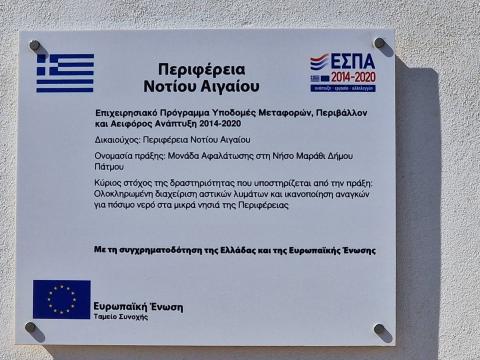 Περιφέρεια
Νοτίου Αιγαίου
ΕΣΠΑ
2014-2020
ανάπτυξη - εργασία - αλληλεγγύη
Επιχειρησιακό Πρόγραμμα Υποδομές Μεταφορών, Περιβάλλον
και Αειφόρος Ανάπτυξη 2014-2020
Δικαιούχος: Περιφέρεια Νοτίου Αιγαίου
Ονομασία πράξης: Μονάδα Αφαλάτωσης στη Νήσο Μαράθι Δήμου
Πάτμου
Κύριος στόχος της δραστηριότητας που υποστηρίζεται από την πράξη:
Ολοκληρωμένη διαχείριση αστικών λυμάτων και ικανοποίηση αναγκών
για πόσιμο νερό στα μικρά νησιά της Περιφέρειας
Με τη συγχρηματοδότηση της Ελλάδας και της Ευρωπαϊκής Ένωσης
Ευρωπαϊκή Ένωση
Ταμείο Συνοχής